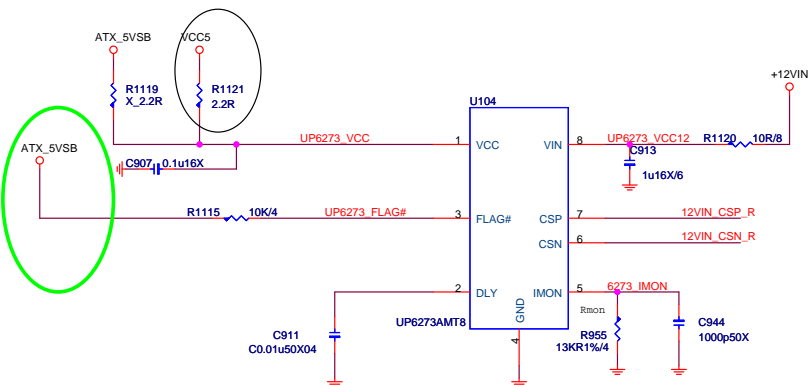 ATX_5VSB
VCC5
+12VIN
R1119
X_2.2R
R1121
2.2R
U104
ATX_5VSB
UP6273_VCC
1
VCC
VIN
8
UP6273_VCC12
R1120
10R/8
C907
0.1u16X
C913
1u16X/6
R1115
10K/4
UP6273_FLAG#
3
FLAG#
CSP
7
12VIN_CSP_R
CSN
6
12VIN_CSN_R
2
DLY
IMON
5
6273_IMON
GND
4
Rmon
C911
C0.01u50X04
UP6273AMT8
R955
13KR1%/4
C944
1000p50X